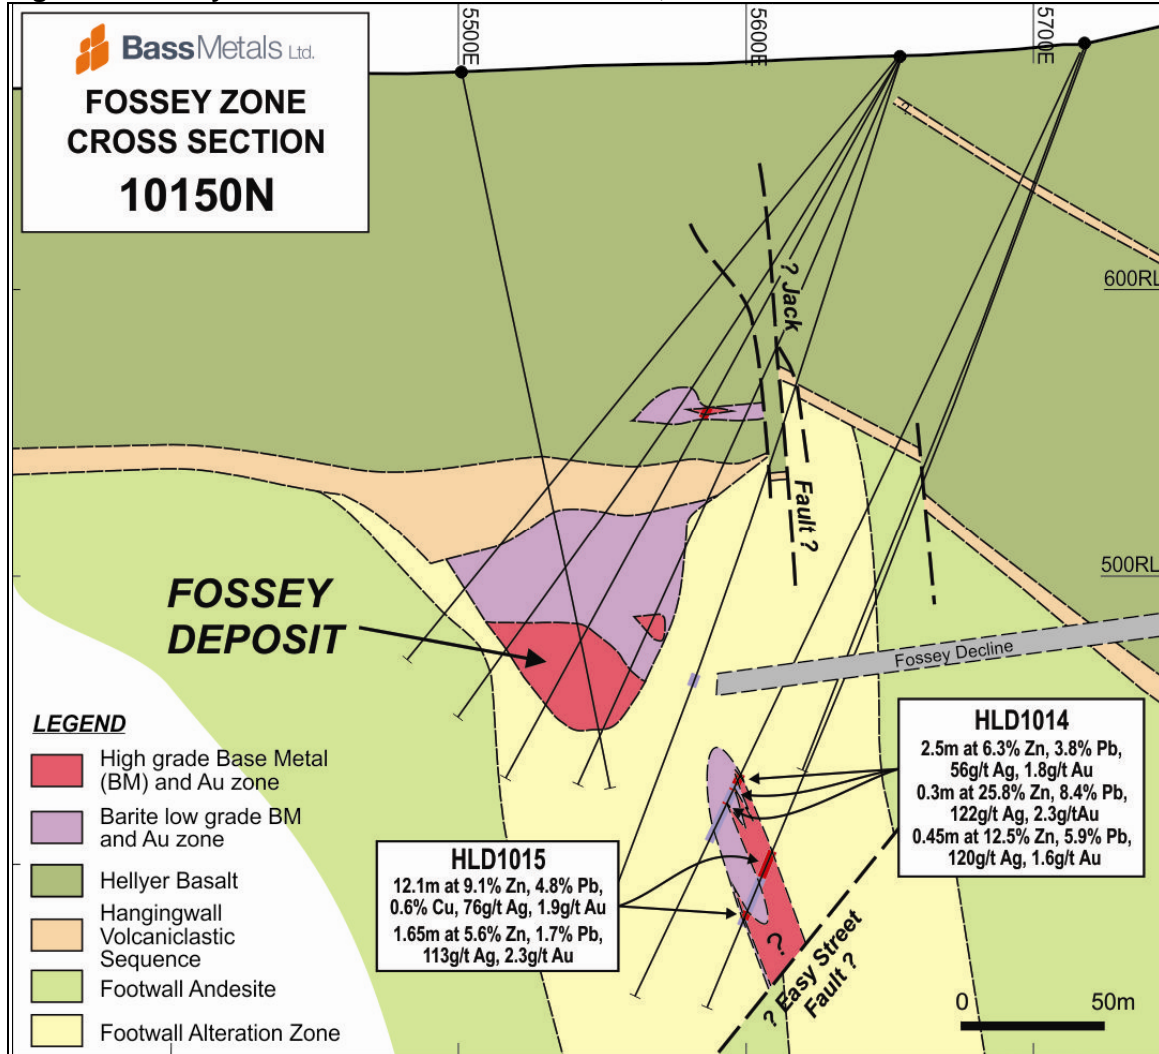 BassMetals Ltd.
FOSSEY ZONE
CROSS SECTION
10150N
5500E
5600E
5700E
600RL
? Jack
Fault ?
500RL
FOSSEY
DEPOSIT
Fossey Decline
LEGEND
High grade Base Metal
(BM) and Au zone
Barite low grade BM
and Au zone
Hellyer Basalt
Hangingwall
Volcaniclastic
Sequence
Footwall Andesite
Footwall Alteration Zone
HLD1014
2.5m at 6.3% Zn, 3.8% Pb,
56g/t Ag, 1.8g/t Au
0.3m at 25.8% Zn, 8.4% Pb,
122g/t Ag, 2.3g/tAu
0.45m at 12.5% Zn, 5.9% Pb,
120g/t Ag, 1.6g/t Au
HLD1015
12.1m at 9.1% Zn, 4.8% Pb,
0.6% Cu, 76g/t Ag, 1.9g/t Au
1.65m at 5.6% Zn, 1.7% Pb,
113g/t Ag, 2.3g/t Au
?
? Easy Street
Fault ?
0 50m